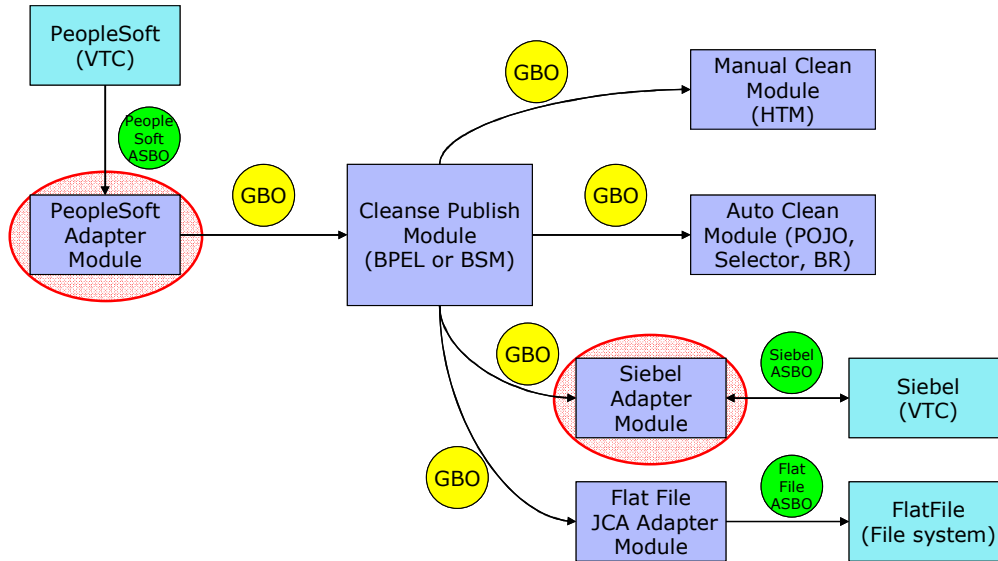 PeopleSoft
(VTC)
People
Soft
ASBO
PeopleSoft
Adapter
Module
GBO
Cleanse Publish
Module
(BPEL or BSM)
GBO
Manual Clean
Module
(HTM)
GBO
Auto Clean
Module (POJO,
Selector, BR)
GBO
Siebel
Adapter
Module
Siebel
ASBO
Siebel
(VTC)
GBO
Flat File
JCA Adapter
Module
Flat
File
ASBO
FlatFile
(File system)